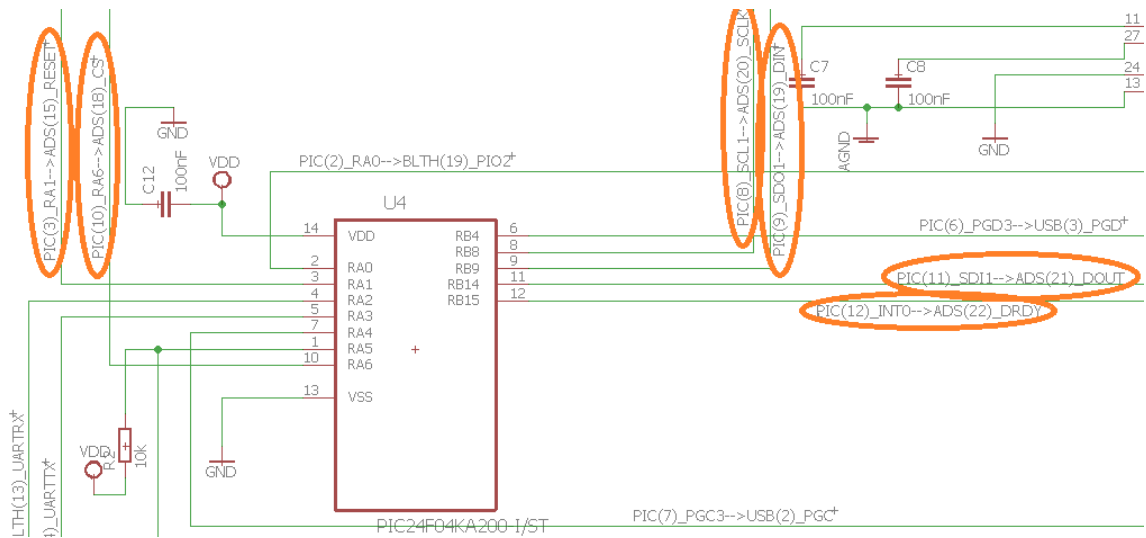 PIC(3)_RA1-->ADS(15)_RESET
PIC(10)_RA6-->ADS(18)_CS
GND
C12
100nF
VDD
PIC(2)_RA0-->BLTH(19)_PIO2
PIC(8)_SCL1-->ADS(20)_SCLK
PIC(9)_SDO1-->ADS(19)_DIN
C7
100nF
C8
100nF
11
27
24
13
AGND
GND
U4
14 VDD
2 RA0
3 RA1
4 RA2
5 RA3
7 RA4
1 RA5
10 RA6
13 VSS
RB4 6
RB8 8
RB9 9
RB14 11
RB15 12
PIC(6)_PGD3-->USB(3)_PGD
PIC(11)_SDI1-->ADS(21)_DOUT
PIC(12)_INT0-->ADS(22)_DRDY
LTH(13)_UARTRX
4)_UARTTX
VDD
10k
GND
PIC24F04KA200-I/ST
PIC(7)_PGC3-->USB(2)_PGC